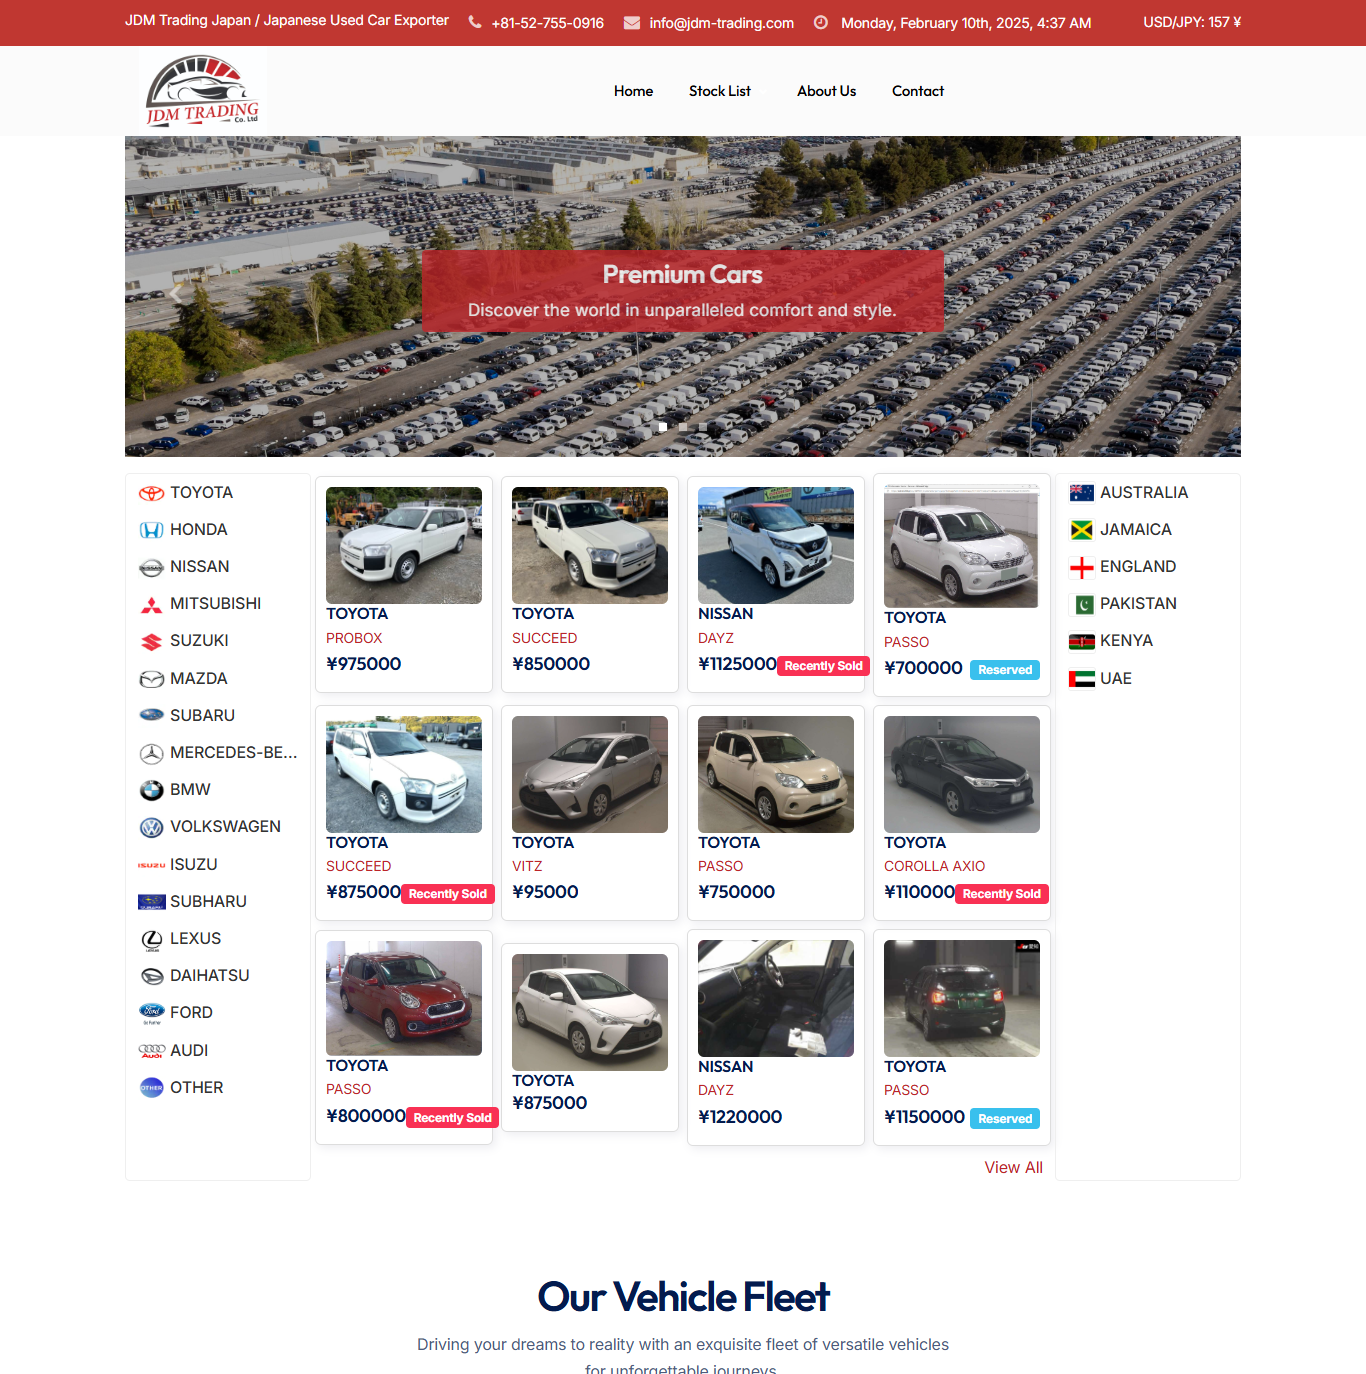 JDM Trading Japan / Japanese Used Car Exporter
+81-52-755-0916
info@jdm-trading.com
Monday, February 10th, 2025, 4:37 AM
USD/JPY: 157 ¥
JDM TRADING
Co. Ltd
Home
Stock List
About Us
Contact
Premium Cars
Discover the world in unparalleled comfort and style.
TOYOTA
HONDA
NISSAN
MITSUBISHI
SUZUKI
MAZDA
SUBARU
MERCEDES-BE...
BMW
VOLKSWAGEN
ISUZU
ISUZU
SUBHARU
LEXUS
DAIHATSU
Ford
FORD
Audi
AUDI
OTHER
OTHER
TOYOTA
PROBOX
¥975000
TOYOTA
SUCCEED
¥850000
NISSAN
DAYZ
¥1125000 Recently Sold
TOYOTA
PASSO
¥700000 Reserved
TOYOTA
SUCCEED
¥875000 Recently Sold
TOYOTA
VITZ
¥95000
TOYOTA
PASSO
¥750000
TOYOTA
COROLLA AXIO
¥110000 Recently Sold
TOYOTA
PASSO
¥800000 Recently Sold
TOYOTA
¥875000
NISSAN
DAYZ
¥1220000
TOYOTA
PASSO
¥1150000 Reserved
View All
AUSTRALIA
JAMAICA
ENGLAND
PAKISTAN
KENYA
UAE
Our Vehicle Fleet
Driving your dreams to reality with an exquisite fleet of versatile vehicles
for unforgettable journeys.